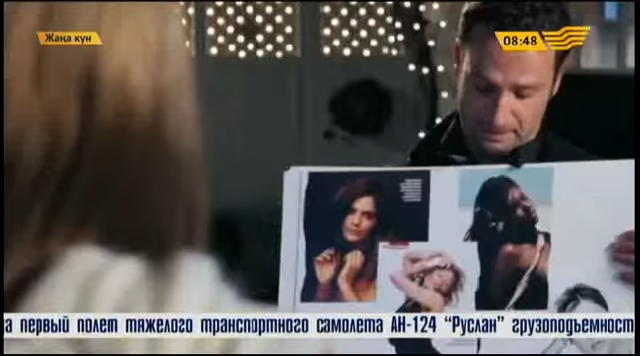 Жаңа күн
08:48
а первый полет тяжелого транспортного самолета АН-124 "Руслан" грузоподъемност